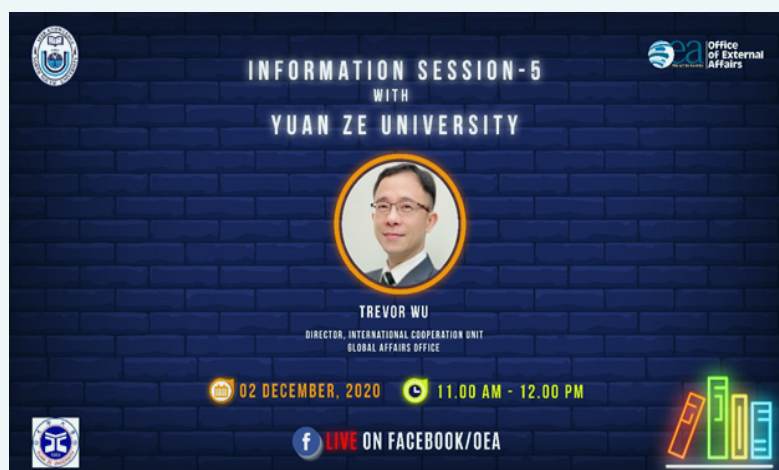 oea
Office
of External
Affairs
INFORMATION SESSION-5
WITH
YUAN ZE UNIVERSITY
TREVOR WU
DIRECTOR, INTERNATIONAL COOPERATION UNIT
GLOBAL AFFAIRS OFFICE
02 DECEMBER, 2020
11.00 AM - 12.00 PM
f LIVE ON FACEBOOK/OEA